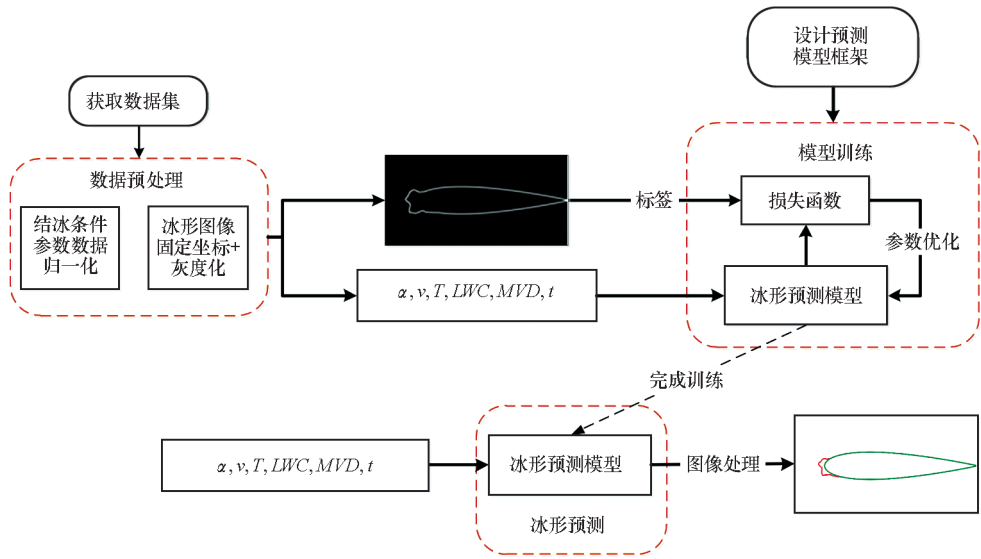 设计预测
模型框架
获取数据集
数据预处理
结冰条件
参数数据
归一化
冰形图像
固定坐标+
灰度化
标签
模型训练
损失函数
参数优化
α,v,T,LWC,MVD,t
冰形预测模型
完成训练
α,v,T,LWC,MVD,t
冰形预测模型
图像处理
冰形预测